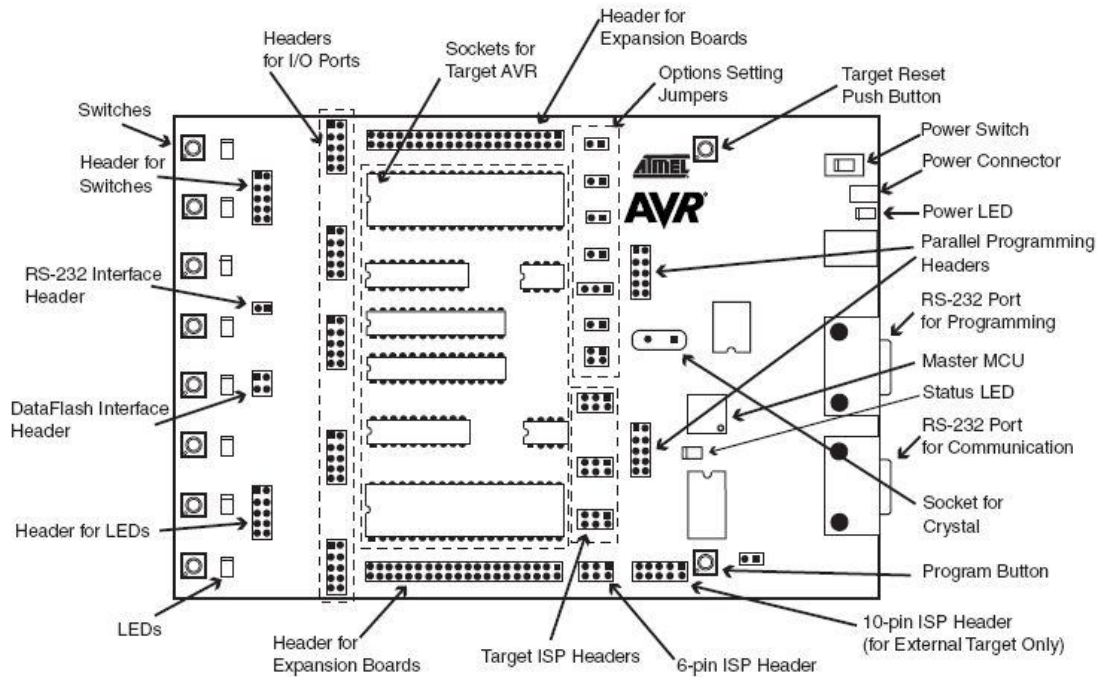 Header for
Expansion Boards
Headers
for I/O Ports
Sockets for
Target AVR
Options Setting
Jumpers
Target Reset
Push Button
Switches
Header for
Switches
Power Switch
Power Connector
Power LED
Parallel Programming
Headers
ATMEL
AVR®
RS-232 Interface
Header
RS-232 Port
for Programming
Master MCU
Status LED
DataFlash Interface
Header
RS-232 Port
for Communication
Header for LEDs
Socket for
Crystal
Program Button
LEDs
Header for
Expansion Boards
Target ISP Headers
6-pin ISP Header
10-pin ISP Header
(for External Target Only)